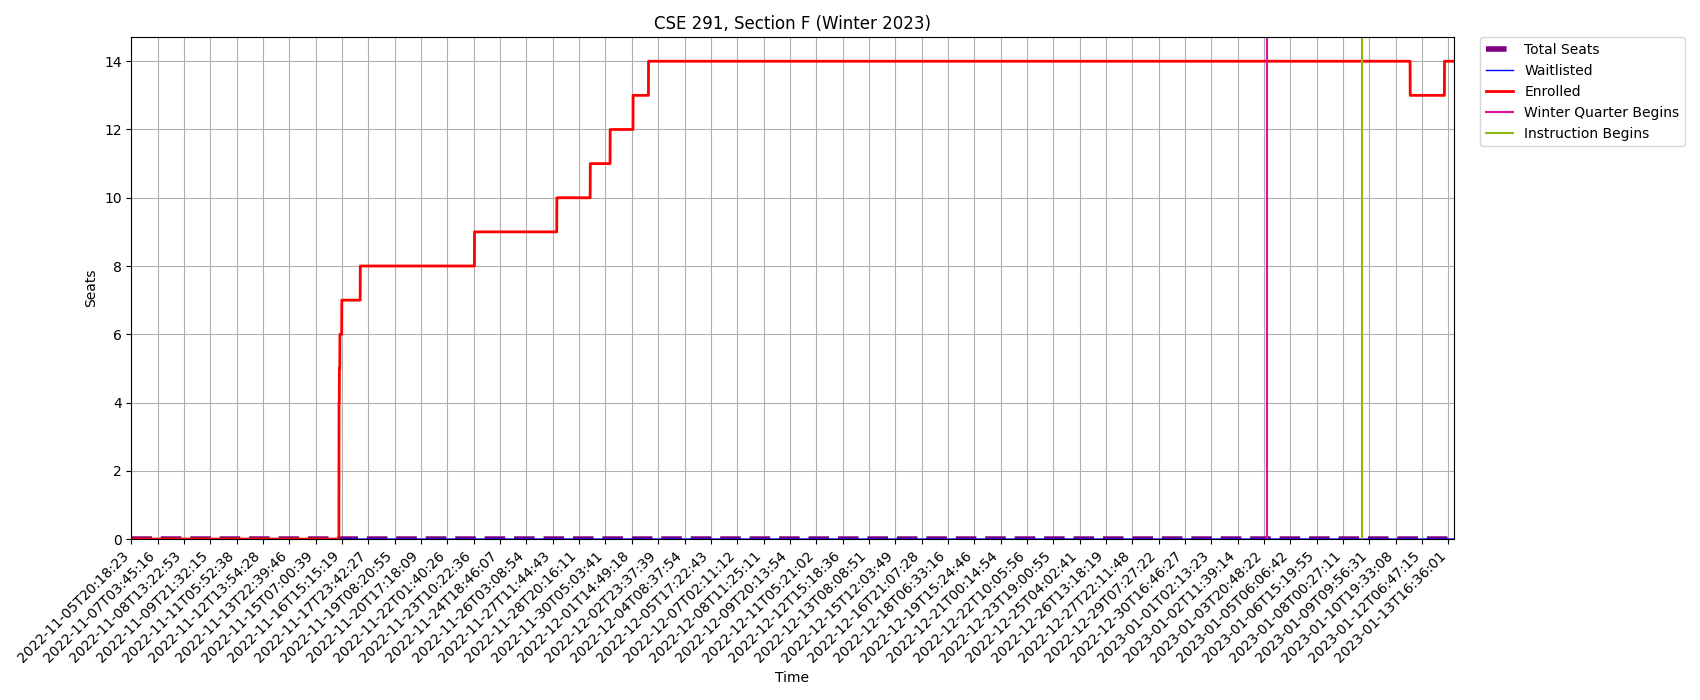 CSE 291, Section F (Winter 2023)
Total Seats
Waitlisted
Enrolled
Winter Quarter Begins
Instruction Begins
14
12
10
8
6
4
2
0
Seats
2022-11-05T20:18:23
2022-11-07T03:45:16
2022-11-08T13:22:53
2022-11-09T21:32:15
2022-11-11T05:52:38
2022-11-12T13:54:28
2022-11-13T22:39:46
2022-11-15T07:00:39
2022-11-16T15:15:19
2022-11-17T23:42:27
2022-11-19T08:20:55
2022-11-20T17:18:09
2022-11-22T01:40:26
2022-11-23T10:22:36
2022-11-24T18:46:07
2022-11-26T03:08:54
2022-11-27T11:44:43
2022-11-28T20:16:11
2022-11-30T05:03:41
2022-12-01T14:49:18
2022-12-02T23:37:39
2022-12-04T08:37:54
2022-12-05T17:22:43
2022-12-07T02:11:12
2022-12-08T11:25:11
2022-12-09T20:13:54
2022-12-11T05:21:02
2022-12-12T15:18:36
2022-12-13T08:08:51
2022-12-15T12:03:49
2022-12-16T21:07:28
2022-12-18T06:33:16
2022-12-19T15:24:46
2022-12-21T00:14:54
2022-12-22T10:05:56
2022-12-23T19:00:55
2022-12-25T04:02:41
2022-12-26T13:18:19
2022-12-27T22:11:48
2022-12-29T07:27:22
2022-12-30T16:46:27
2023-01-01T02:13:23
2023-01-02T11:39:14
2023-01-03T20:48:22
2023-01-05T06:06:42
2023-01-06T15:19:55
2023-01-08T00:27:11
2023-01-09T09:56:31
2023-01-10T19:33:08
2023-01-12T06:47:15
2023-01-13T16:36:01
Time